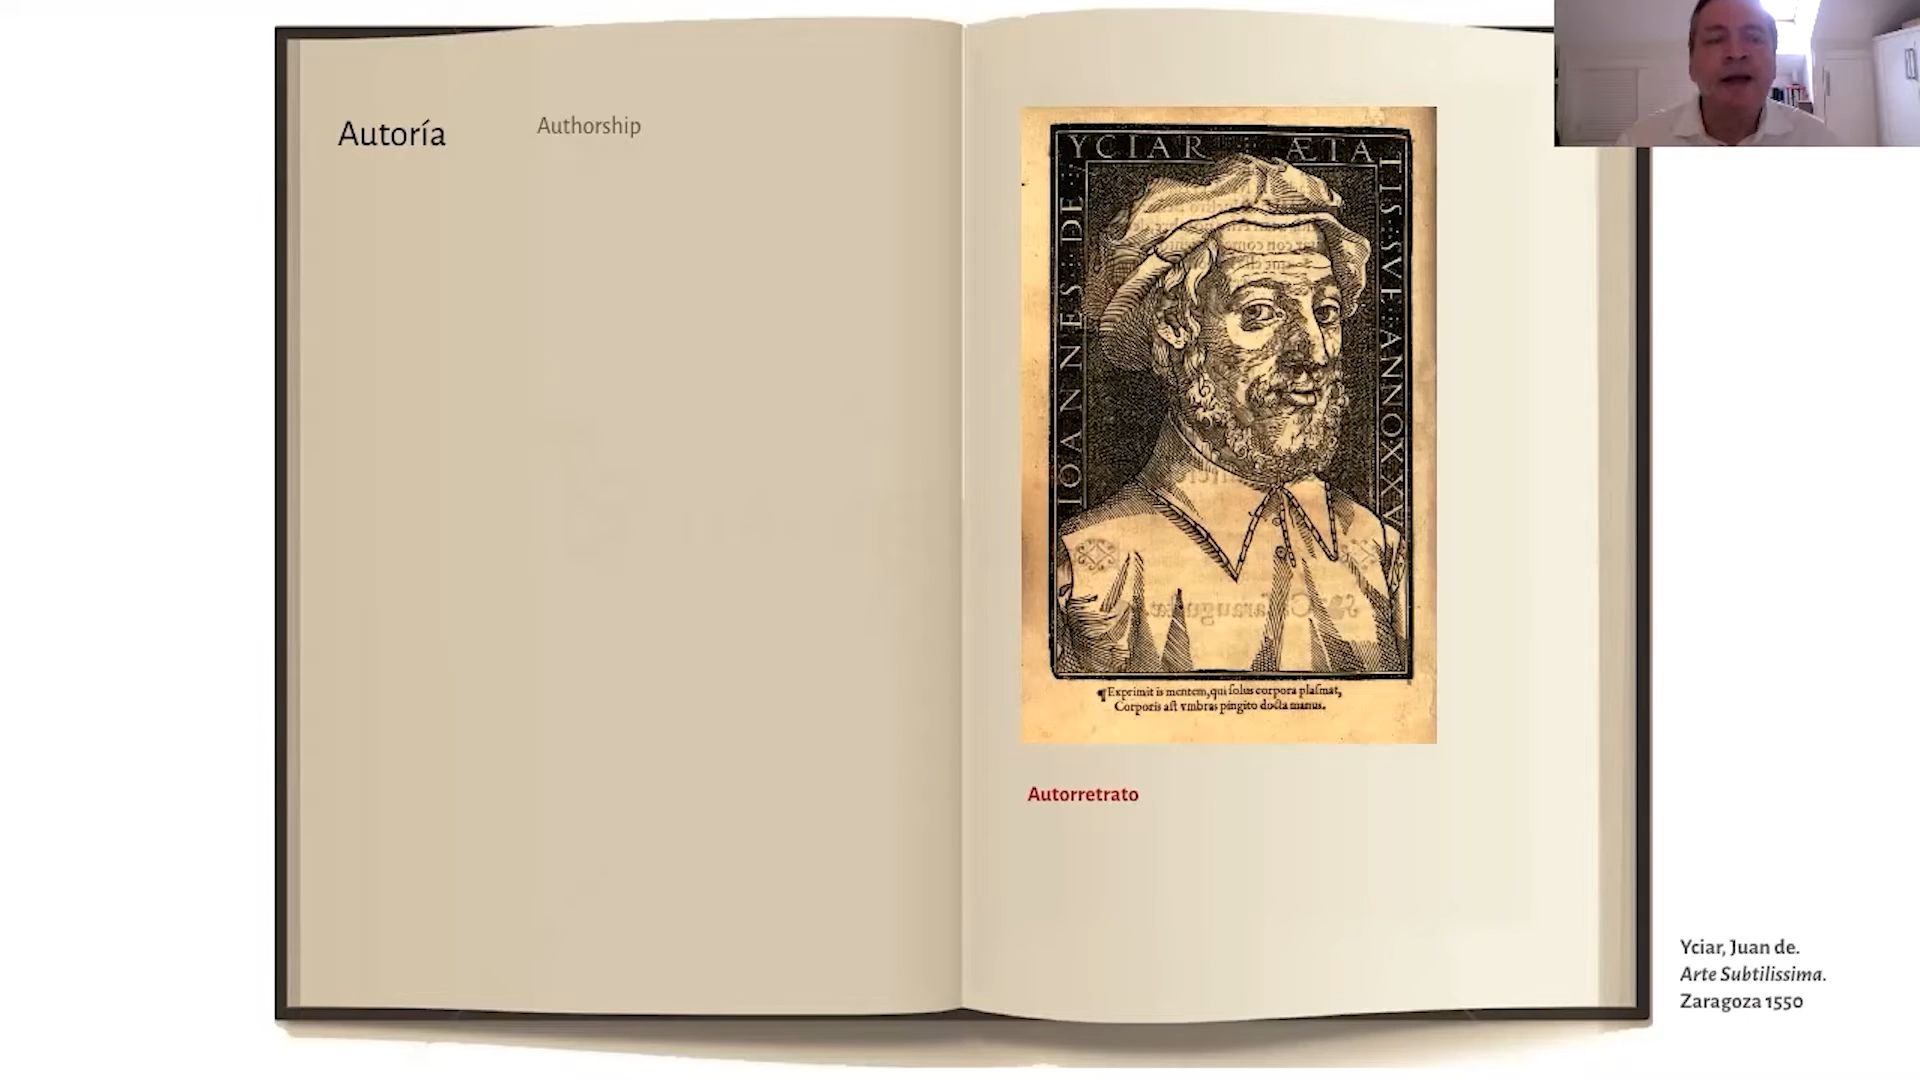 Autoría
Authorship
IOANNES DE
YCIAR ÆTA
TIS SVE ANNO XXV
¶Exprimit is mentem,qui ſolus corpora plaſmat,
Corporis aſt vmbras pingito docta manus.
Autorretrato
Yciar, Juan de.
Arte Subtilissima.
Zaragoza 1550